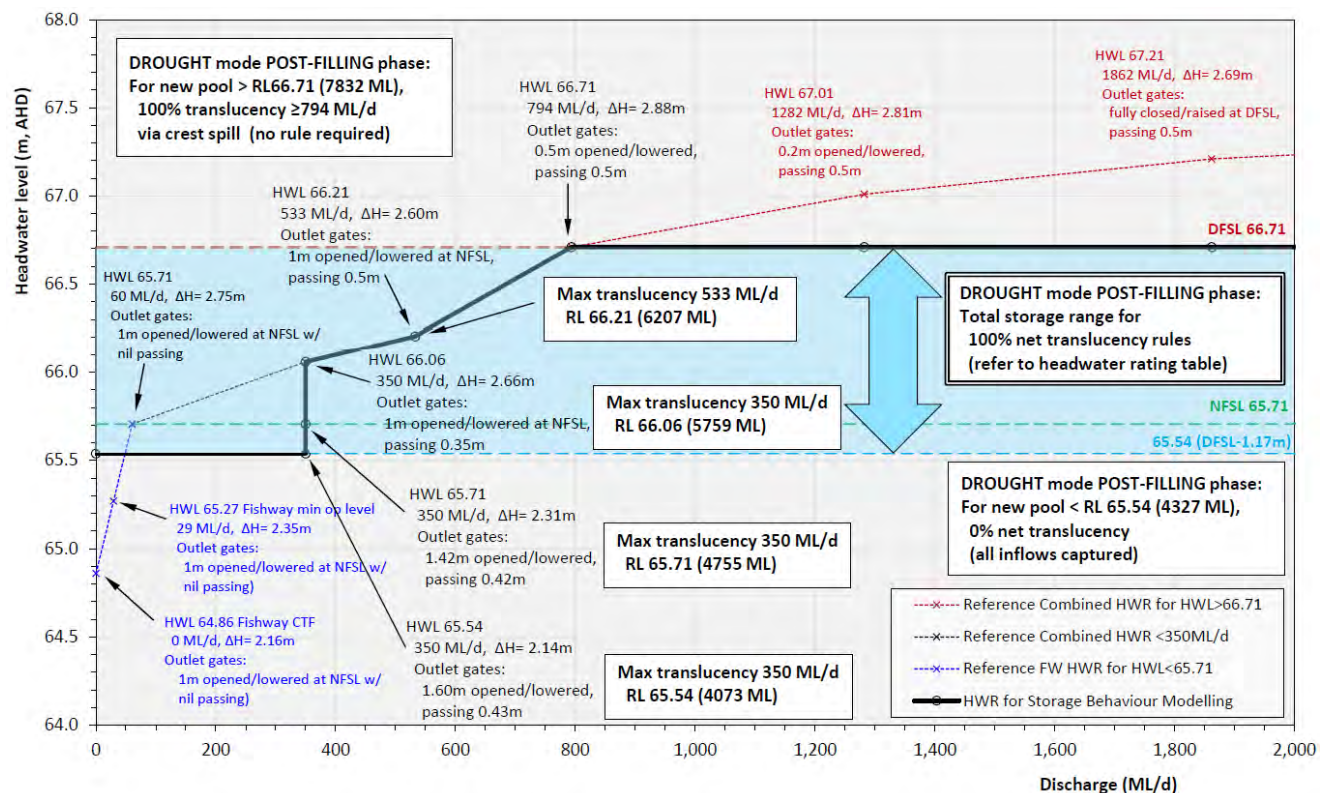 68.0
67.5
67.0
66.5
66.0
65.5
65.0
64.5
64.0
Headwater level (m, AHD)
DROUGHT mode POST-FILLING phase:
For new pool > RL66.71 (7832 ML),
100% translucency ≥794 ML/d
via crest spill (no rule required)
HWL 66.71
794 ML/d, ΔH= 2.88m
Outlet gates:
0.5m opened/lowered,
passing 0.5m
HWL 67.01
1282 ML/d, ΔH= 2.81m
Outlet gates:
0.2m opened/lowered,
passing 0.5m
HWL 67.21
1862 ML/d, ΔH= 2.69m
Outlet gates:
fully closed/raised at DFSL,
passing 0.5m
HWL 66.21
533 ML/d, ΔH= 2.60m
Outlet gates:
1m opened/lowered at NFSL,
passing 0.5m
DFSL 66.71
HWL 65.71
60 ML/d, ΔH= 2.75m
Outlet gates:
1m opened/lowered at NFSL w/
nil passing
Max translucency 533 ML/d
RL 66.21 (6207 ML)
DROUGHT mode POST-FILLING phase:
Total storage range for
100% net translucency rules
(refer to headwater rating table)
HWL 66.06
350 ML/d, ΔH= 2.66m
Outlet gates:
1m opened/lowered at NFSL,
passing 0.35m
Max translucency 350 ML/d
RL 66.06 (5759 ML)
NFSL 65.71
65.54 (DFSL-1.17m)
HWL 65.27 Fishway min op level
29 ML/d, ΔH= 2.35m
Outlet gates:
1m opened/lowered at NFSL w/
nil passing)
HWL 65.71
350 ML/d, ΔH= 2.31m
Outlet gates:
1.42m opened/lowered,
passing 0.42m
Max translucency 350 ML/d
RL 65.71 (4755 ML)
DROUGHT mode POST-FILLING phase:
For new pool < RL 65.54 (4327 ML),
0% net translucency
(all inflows captured)
HWL 64.86 Fishway CTF
0 ML/d, ΔH= 2.16m
Outlet gates:
1m opened/lowered at NFSL w/
nil passing)
HWL 65.54
350 ML/d, ΔH= 2.14m
Outlet gates:
1.60m opened/lowered,
passing 0.43m
Max translucency 350 ML/d
RL 65.54 (4073 ML)
Reference Combined HWR for HWL>66.71
Reference Combined HWR <350ML/d
Reference FW HWR for HWL<65.71
HWR for Storage Behaviour Modelling
0
200
400
600
800
1,000
1,200
1,400
1,600
1,800
2,000
Discharge (ML/d)